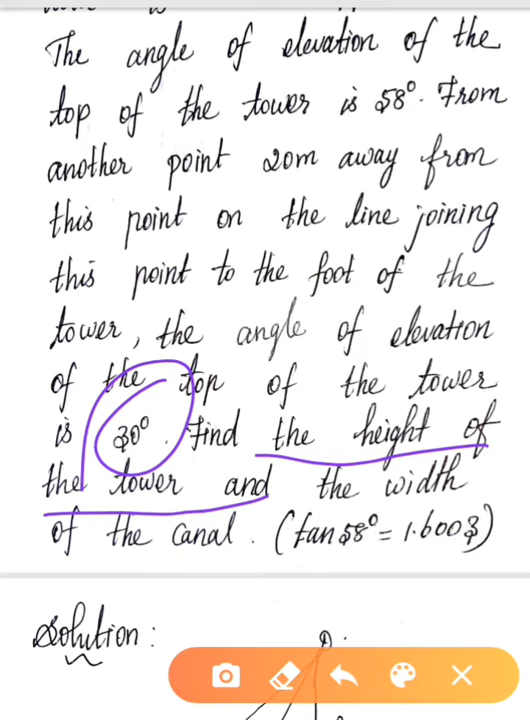 The angle of elevation of the
top of the tower is 58°. From
another point 20m away from
this point on the line joining
this point to the foot of the
tower, the angle of elevation
of the top of the tower
is 30°. Find the height of
the tower and the width
of the canal. (tan 58° = 1.6003)
Solution: